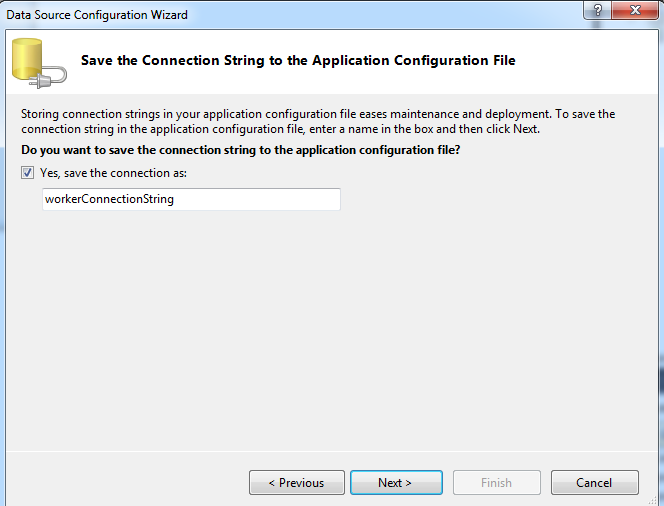 Data Source Configuration Wizard
?
X
Save the Connection String to the Application Configuration File
Storing connection strings in your application configuration file eases maintenance and deployment. To save the
connection string in the application configuration file, enter a name in the box and then click Next.
Do you want to save the connection string to the application configuration file?
Yes, save the connection as:
workerConnectionString
< Previous
Next >
Finish
Cancel